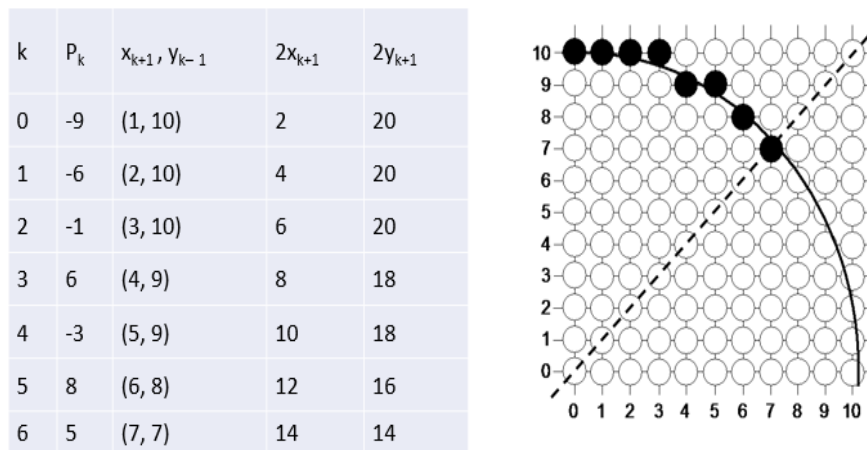 k P_k x_{k+1} , y_{k– 1} 2x_{k+1} 2y_{k+1}
0 -9 (1, 10) 2 20
1 -6 (2, 10) 4 20
2 -1 (3, 10) 6 20
3 6 (4, 9) 8 18
4 -3 (5, 9) 10 18
5 8 (6, 8) 12 16
6 5 (7, 7) 14 14
10
9
8
7
6
5
4
3
2
1
0
0 1 2 3 4 5 6 7 8 9 10